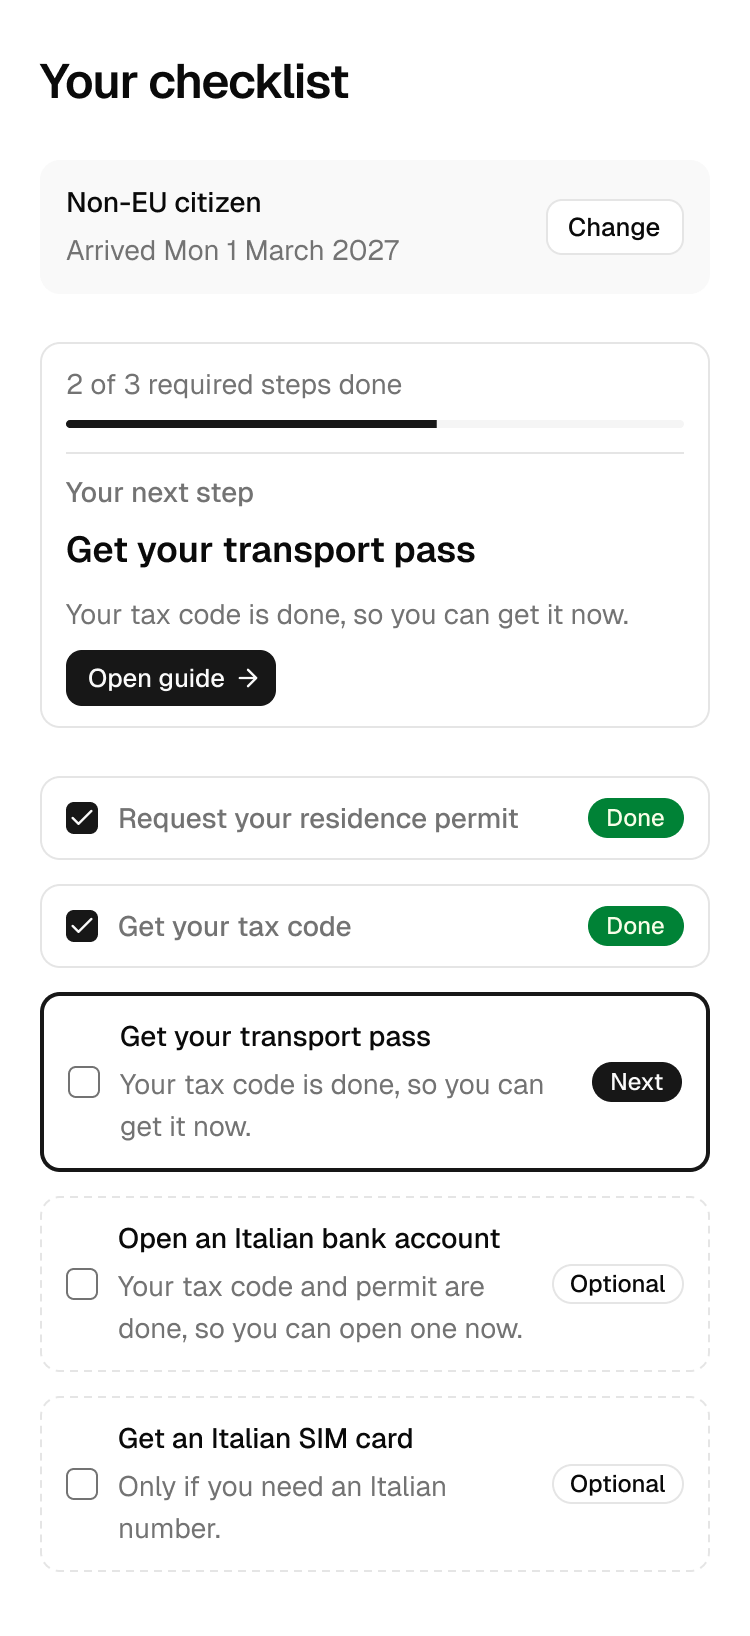 Your checklist
Non-EU citizen
Arrived Mon 1 March 2027
Change
2 of 3 required steps done
Your next step
Get your transport pass
Your tax code is done, so you can get it now.
Open guide →
Request your residence permit
Done
Get your tax code
Done
Get your transport pass
Your tax code is done, so you can
get it now.
Next
Open an Italian bank account
Your tax code and permit are
done, so you can open one now.
Optional
Get an Italian SIM card
Only if you need an Italian
number.
Optional